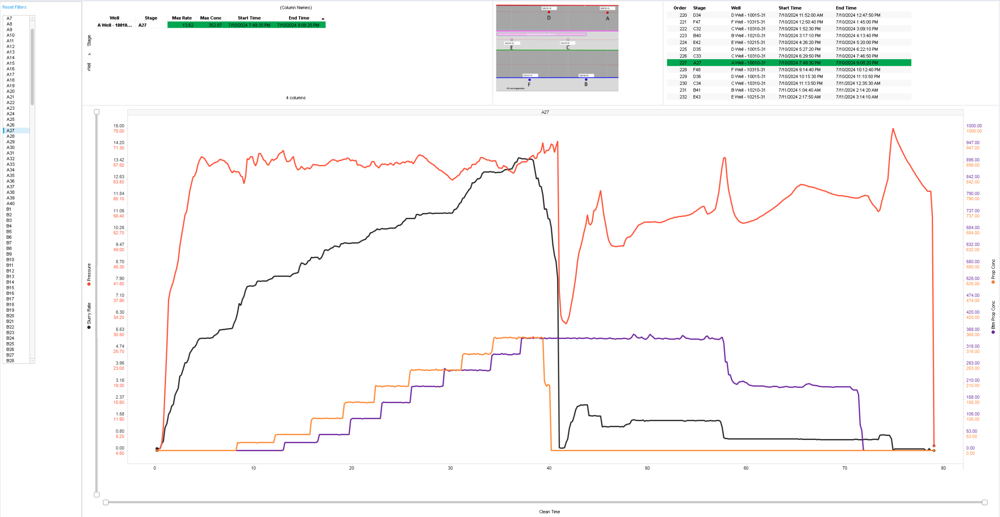 Reset Filters
A7
A8
A9
A10
A11
A12
A13
A14
A15
A16
A17
A18
A19
A20
A21
A22
A23
A24
A25
A26
A27
A28
A29
A30
A31
A32
A33
A34
A35
A36
A37
A38
A39
A40
B1
B2
B3
B4
B5
B6
B7
B8
B9
B10
B11
B12
B13
B14
B15
B16
B17
B18
B19
B20
B21
B22
B23
B24
B25
B26
B27
B28
(Column Names)
Well Stage Max Rate Max Conc Start Time End Time
A Well - 10010... A27 13.62 352.87 7/10/2024 7:49:30 PM 7/10/2024 9:08:20 PM
Stage
Well
4 columns
100/15-31 100/10-31
D A
102/15-31 103/10-31
E C
103/15-31 102/10-31
F B
Order Stage Well Start Time End Time
220 D34 D Well - 10015-31 7/10/2024 11:52:00 AM 7/10/2024 12:47:50 PM
221 F47 F Well - 10315-31 7/10/2024 12:50:40 PM 7/10/2024 1:45:00 PM
222 C32 C Well - 10310-31 7/10/2024 1:52:30 PM 7/10/2024 3:09:10 PM
223 B40 B Well - 10210-31 7/10/2024 3:17:10 PM 7/10/2024 4:13:40 PM
224 E42 E Well - 10215-31 7/10/2024 4:26:20 PM 7/10/2024 5:20:00 PM
225 D35 D Well - 10015-31 7/10/2024 5:27:20 PM 7/10/2024 6:22:10 PM
226 C33 C Well - 10310-31 7/10/2024 6:29:50 PM 7/10/2024 7:46:50 PM
227 A27 A Well - 10010-31 7/10/2024 7:49:30 PM 7/10/2024 9:08:20 PM
228 F48 F Well - 10315-31 7/10/2024 9:14:40 PM 7/10/2024 10:12:40 PM
229 D36 D Well - 10015-31 7/10/2024 10:15:30 PM 7/10/2024 11:10:50 PM
230 C34 C Well - 10310-31 7/10/2024 11:13:50 PM 7/11/2024 12:35:30 AM
231 B41 B Well - 10210-31 7/11/2024 1:04:40 AM 7/11/2024 2:14:20 AM
232 E43 E Well - 10215-31 7/11/2024 2:17:50 AM 7/11/2024 3:14:10 AM
A27
15.00
75.00
14.20
71.30
13.42
67.60
12.63
63.80
11.84
60.10
11.05
56.40
10.26
52.70
9.47
49.00
8.70
45.30
7.90
41.60
7.10
37.90
6.30
34.20
5.53
30.50
4.74
26.70
3.95
23.00
3.16
19.30
2.37
15.60
1.58
11.90
0.80
8.20
0.00
4.50
Pressure
Slurry Rate
1000.00
1000.00
947.00
947.00
895.00
895.00
842.00
842.00
790.00
790.00
737.00
737.00
684.00
684.00
632.00
632.00
580.00
580.00
526.00
526.00
474.00
474.00
420.00
420.00
368.00
368.00
316.00
316.00
263.00
263.00
210.00
210.00
158.00
158.00
105.00
105.00
53.00
53.00
0.00
0.00
Prop Conc
Btm Prop Conc
0 10 20 30 40 50 60 70 80
Clean Time